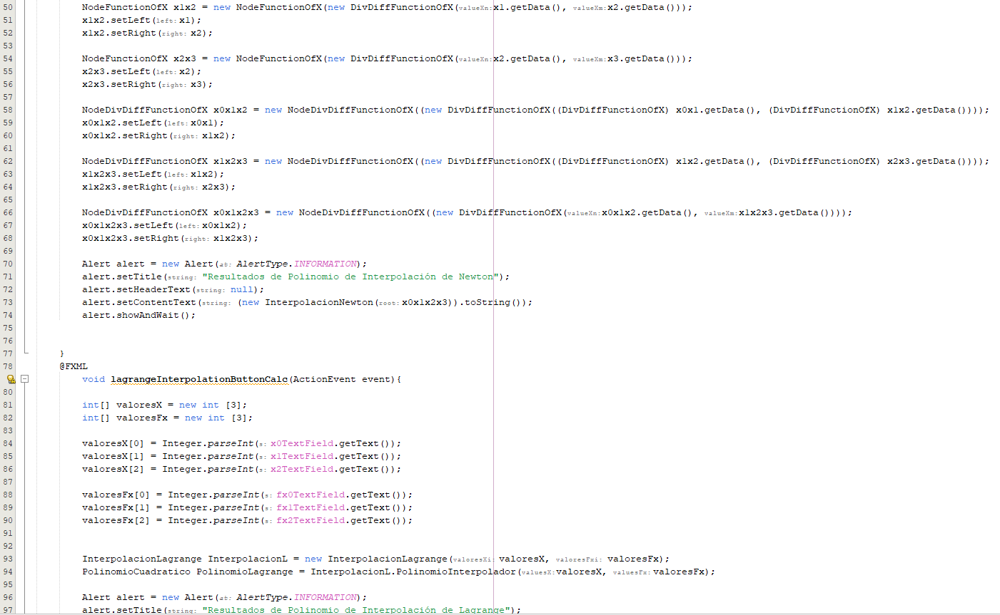 50 NodeFunctionOfX x1x2 = new NodeFunctionOfX(new DivDiffFunctionOfX(valueXn:x1.getData(), valueXm:x2.getData()));
51 x1x2.setLeft(left: x1);
52 x1x2.setRight(right: x2);
53
54 NodeFunctionOfX x2x3 = new NodeFunctionOfX(new DivDiffFunctionOfX(valueXn:x2.getData(), valueXm:x3.getData()));
55 x2x3.setLeft(left: x2);
56 x2x3.setRight(right: x3);
57
58 NodeDivDiffFunctionOfX x0x1x2 = new NodeDivDiffFunctionOfX((new DivDiffFunctionOfX((DivDiffFunctionOfX) x0x1.getData(), (DivDiffFunctionOfX) x1x2.getData())));
59 x0x1x2.setLeft(left: x0x1);
60 x0x1x2.setRight(right: x1x2);
61
62 NodeDivDiffFunctionOfX x1x2x3 = new NodeDivDiffFunctionOfX((new DivDiffFunctionOfX((DivDiffFunctionOfX) x1x2.getData(), (DivDiffFunctionOfX) x2x3.getData())));
63 x1x2x3.setLeft(left: x1x2);
64 x1x2x3.setRight(right: x2x3);
65
66 NodeDivDiffFunctionOfX x0x1x2x3 = new NodeDivDiffFunctionOfX((new DivDiffFunctionOfX(valueXn:x0x1x2.getData(), valueXm:x1x2x3.getData())));
67 x0x1x2x3.setLeft(left: x0x1x2);
68 x0x1x2x3.setRight(right: x1x2x3);
69
70 Alert alert = new Alert(at: AlertType.INFORMATION);
71 alert.setTitle(string: "Resultados de Polinomio de Interpolación de Newton");
72 alert.setHeaderText(string: null);
73 alert.setContentText(string: (new InterpolacionNewton(root: x0x1x2x3)).toString());
74 alert.showAndWait();
75
76
77 }
78 @FXML
void lagrangeInterpolationButtonCalc(ActionEvent event){
80
81 int[] valoresX = new int [3];
82 int[] valoresFx = new int [3];
83
84 valoresX[0] = Integer.parseInt(s: x0TextField.getText());
85 valoresX[1] = Integer.parseInt(s: x1TextField.getText());
86 valoresX[2] = Integer.parseInt(s: x2TextField.getText());
87
88 valoresFx[0] = Integer.parseInt(s: fx0TextField.getText());
89 valoresFx[1] = Integer.parseInt(s: fx1TextField.getText());
90 valoresFx[2] = Integer.parseInt(s: fx2TextField.getText());
91
92
93 InterpolacionLagrange InterpolacionL = new InterpolacionLagrange(valoresXi: valoresX, valoresFxi: valoresFx);
94 PolinomioCuadratico PolinomioLagrange = InterpolacionL.PolinomioInterpolador(valuesX:valoresX, valuesFx:valoresFx);
95
96 Alert alert = new Alert(at: AlertType.INFORMATION);
97 alert.setTitle(string: "Resultados de Polinomio de Interpolación de Lagrange");